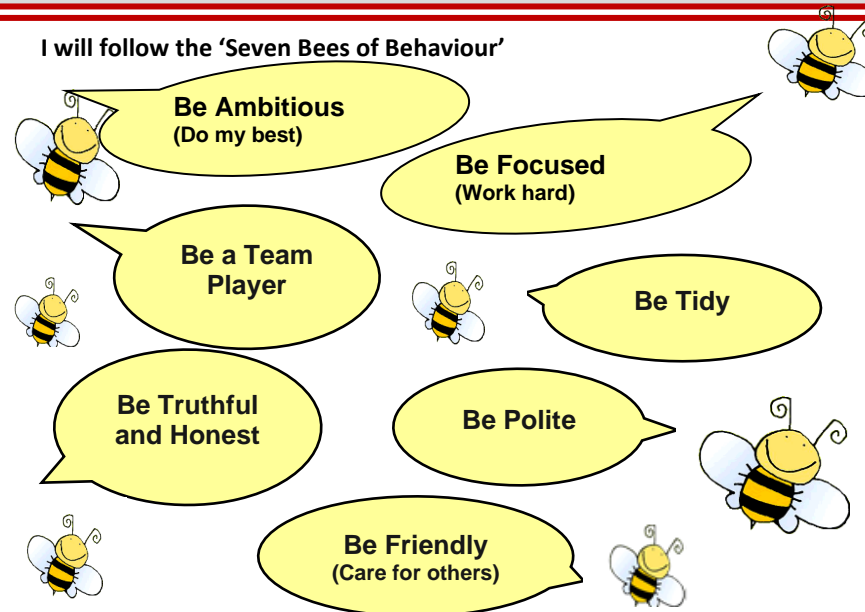 I will follow the ‘Seven Bees of Behaviour’
Be Ambitious
(Do my best)
Be Focused
(Work hard)
Be a Team
Player
Be Tidy
Be Truthful
and Honest
Be Polite
Be Friendly
(Care for others)